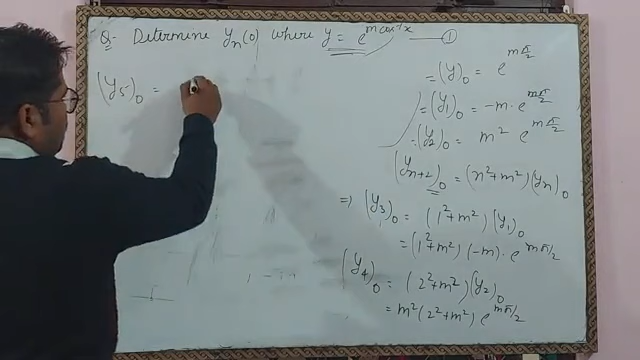 Q- Determine yₙ(0) where y = e^(m cos⁻¹x) —— ①
(y₅)₀ =
= (y)₀ = e^(mπ/2)
= (y₁)₀ = -m · e^(mπ/2)
= (y₂)₀ = m² e^(mπ/2)
(yₙ₊₂)₀ = (n²+m²)(yₙ)₀
⇒ (y₃)₀ = (1²+m²)(y₁)₀
= (1²+m²)(-m) · e^(mπ/2)
(y₄)₀ = (2²+m²)(y₂)₀
= m²(2²+m²) e^(mπ/2)